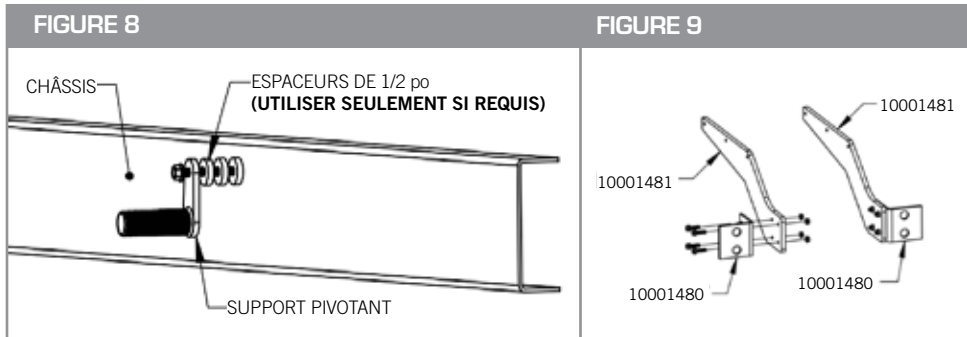 FIGURE 8
CHÂSSIS
ESPACEURS DE 1/2 po
(UTILISER SEULEMENT SI REQUIS)
SUPPORT PIVOTANT
FIGURE 9
10001481
10001481
10001480
10001480